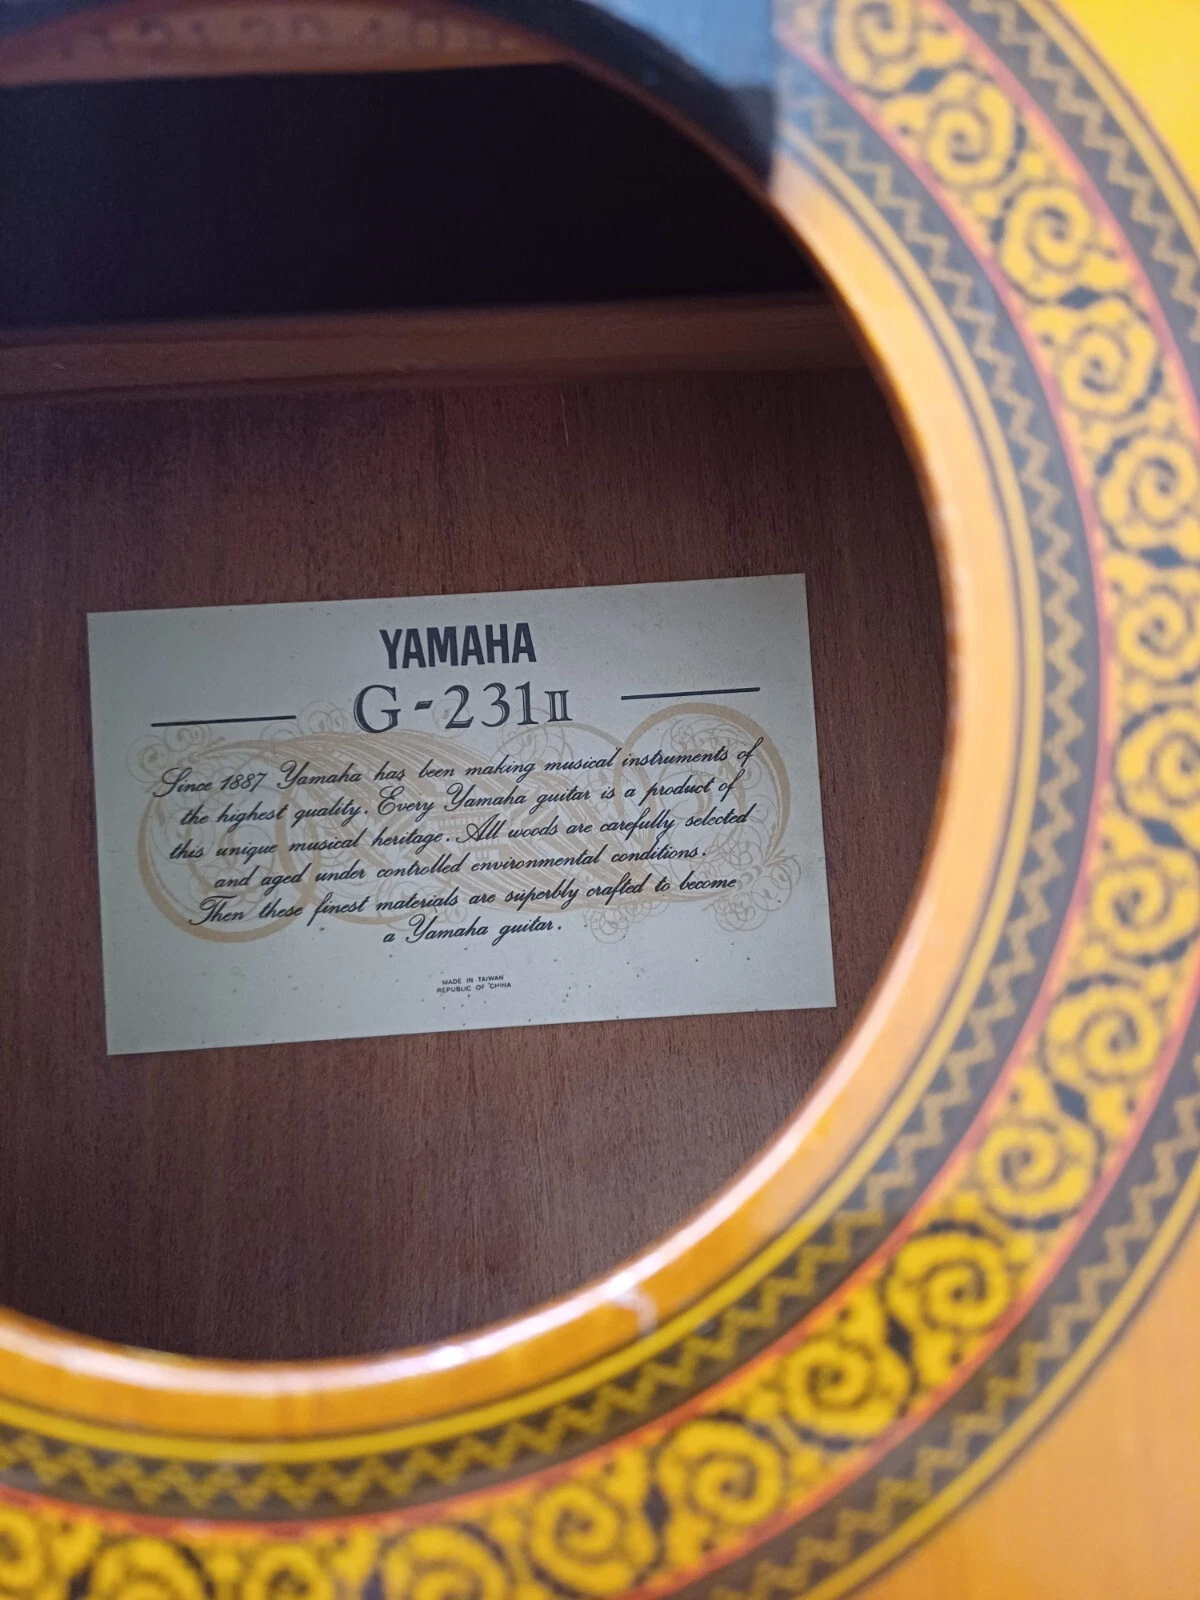 YAMAHA
G-231II
Since 1887 Yamaha has been making musical instruments of
the highest quality. Every Yamaha guitar is a product of
this unique musical heritage. All woods are carefully selected
and aged under controlled environmental conditions.
Then these finest materials are superbly crafted to become
a Yamaha guitar.
MADE IN TAIWAN
REPUBLIC OF CHINA